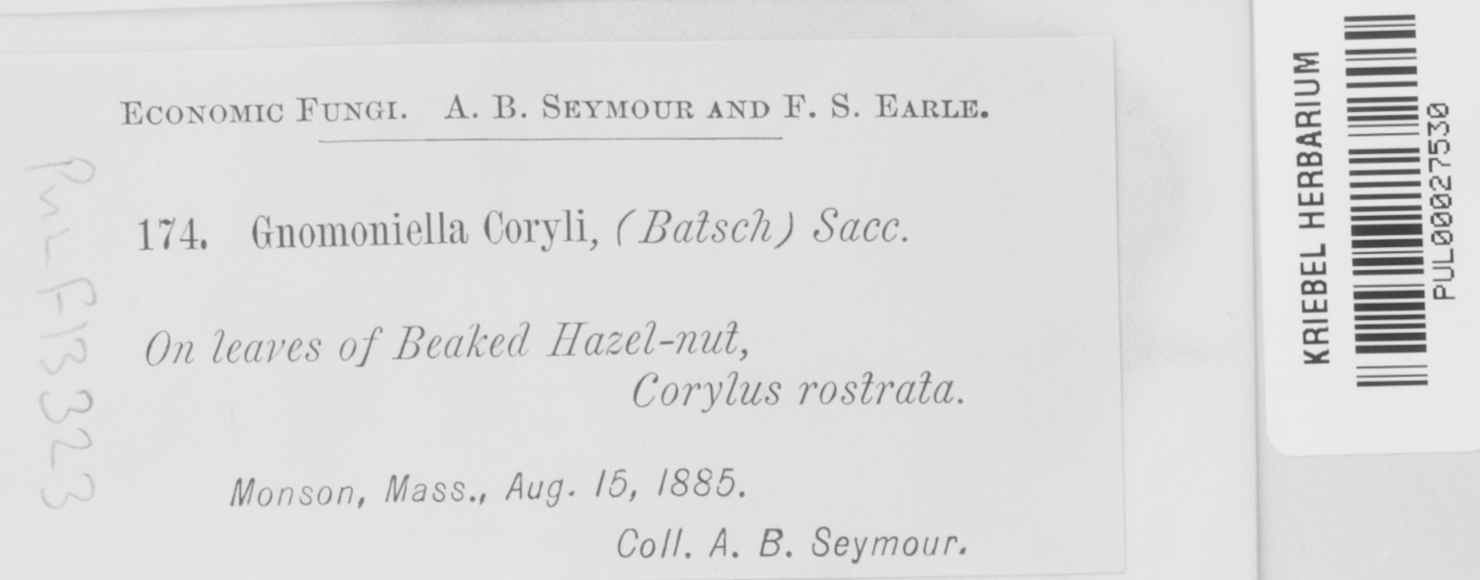 ECONOMIC FUNGI. A. B. SEYMOUR AND F. S. EARLE.
174. Gnomoniella Coryli, (Batsch) Sacc.
On leaves of Beaked Hazel-nut,
Corylus rostrata.
Monson, Mass., Aug. 15, 1885.
Coll. A. B. Seymour.
PUL F13323
KRIEBEL HERBARIUM
PUL00027530